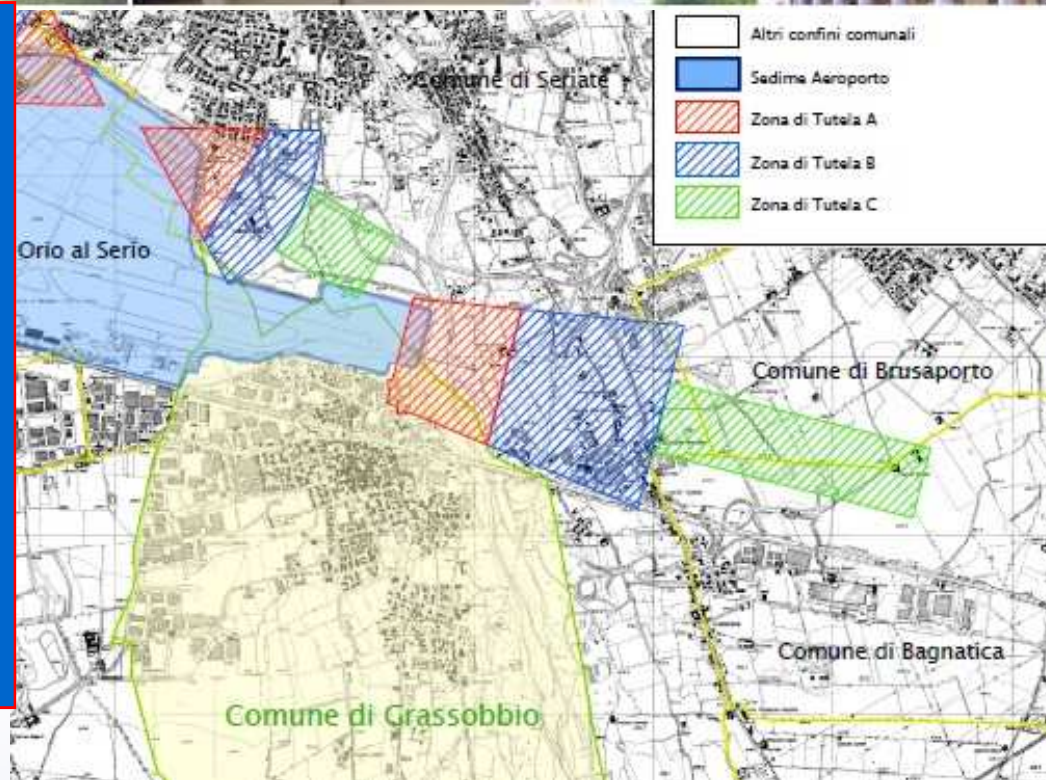 Altri confini comunali
Sedime Aeroporto
Zona di Tutela A
Zona di Tutela B
Zona di Tutela C
Comune di Seriate
Orio al Serio
Comune di Brusaporto
Comune di Bagnatica
Comune di Grassobbio